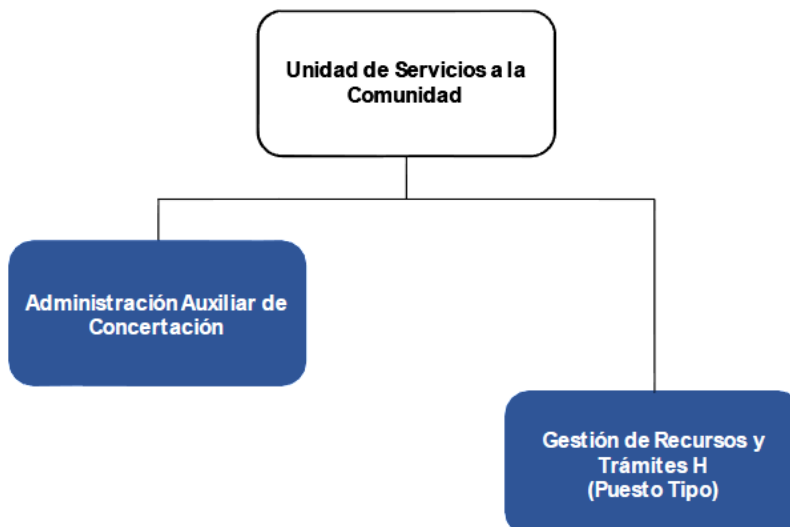 Unidad de Servicios a la
Comunidad
Administración Auxiliar de
Concertación
Gestión de Recursos y
Trámites H
(Puesto Tipo)